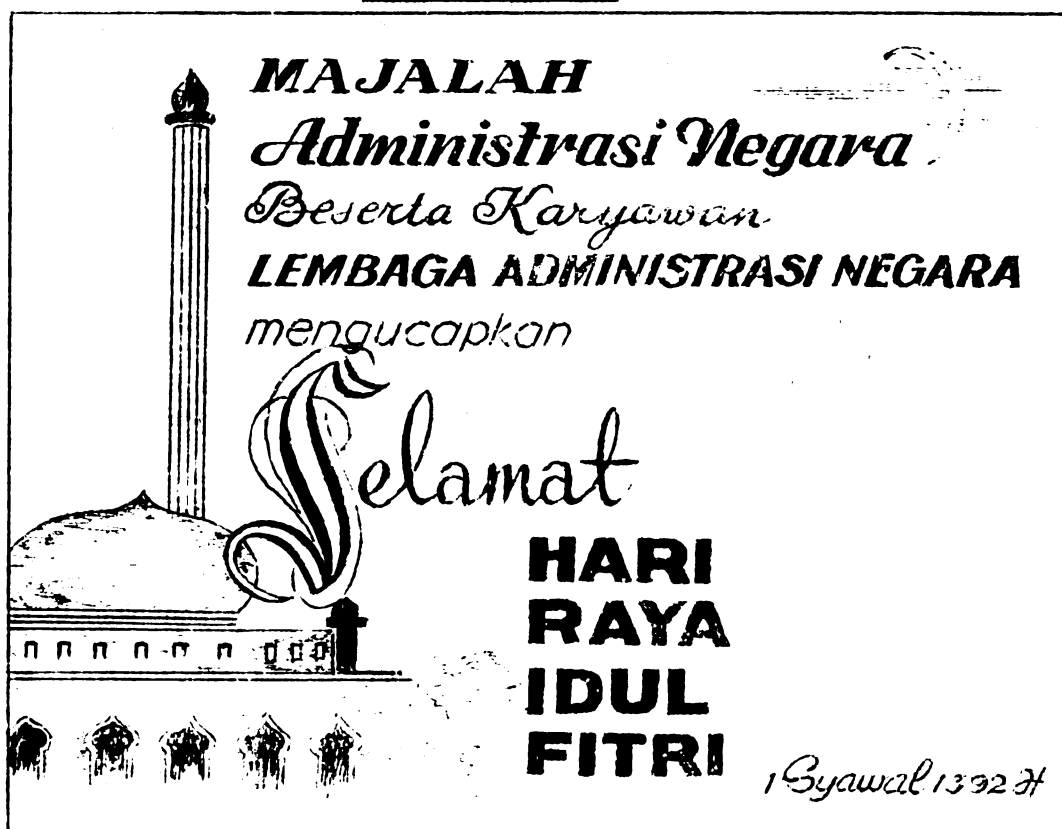 MAJALAH
Administrasi Negara
Beserta Karyawan
LEMBAGA ADMINISTRASI NEGARA
mengucapkan
Selamat
HARI
RAYA
IDUL
FITRI
1 Syawal 1392 H